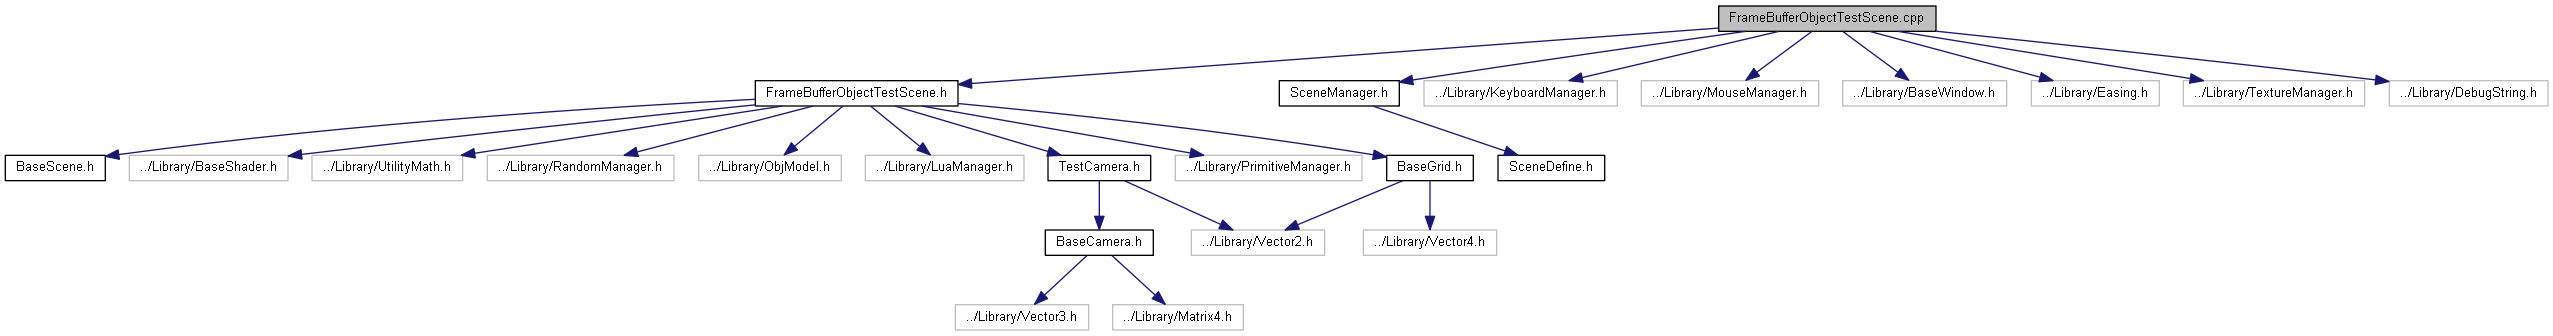 FrameBufferObjectTestScene.cpp
FrameBufferObjectTestScene.h
SceneManager.h
../Library/KeyboardManager.h
../Library/MouseManager.h
../Library/BaseWindow.h
../Library/Easing.h
../Library/TextureManager.h
../Library/DebugString.h
BaseScene.h
../Library/BaseShader.h
../Library/UtilityMath.h
../Library/RandomManager.h
../Library/ObjModel.h
../Library/LuaManager.h
TestCamera.h
../Library/PrimitiveManager.h
BaseGrid.h
SceneDefine.h
BaseCamera.h
../Library/Vector2.h
../Library/Vector4.h
../Library/Vector3.h
../Library/Matrix4.h